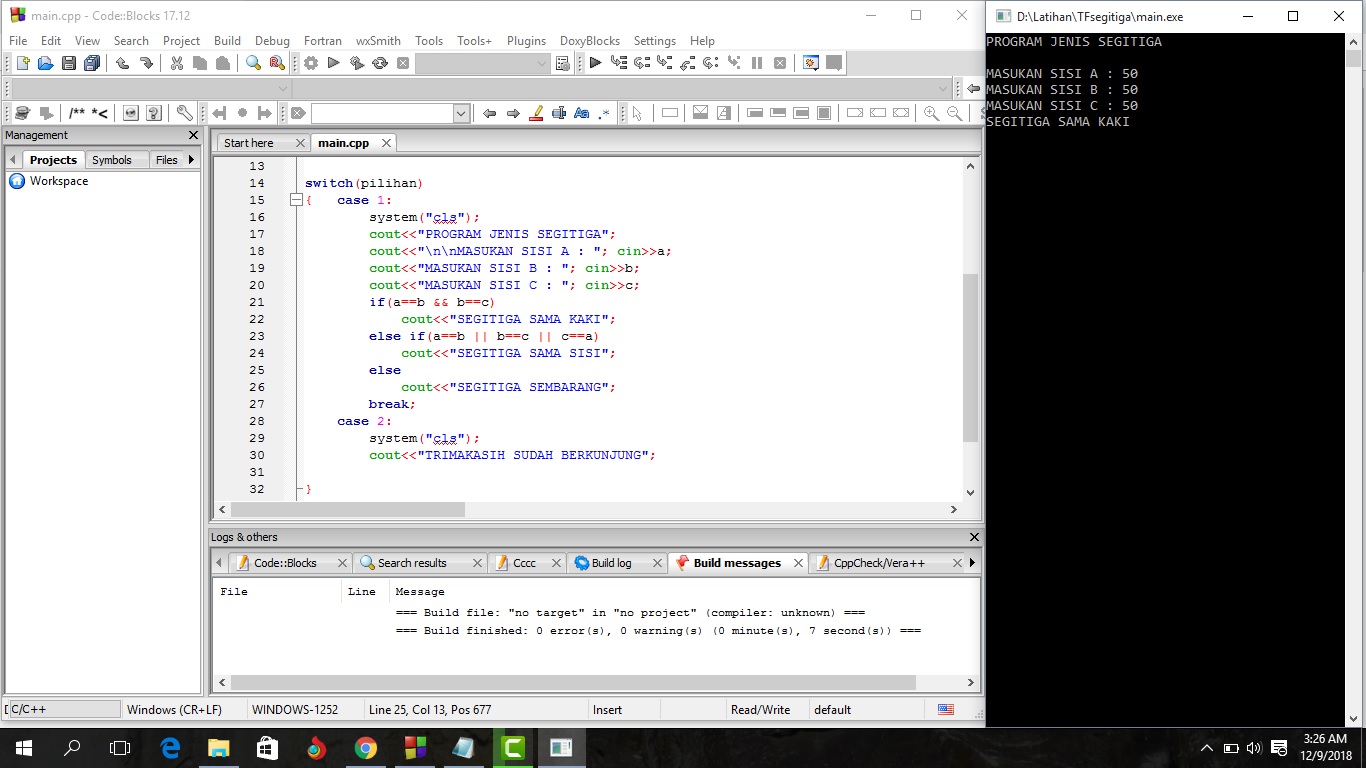 main.cpp - Code::Blocks 17.12
File Edit View Search Project Build Debug Fortran wxSmith Tools Tools+ Plugins DoxyBlocks Settings Help
/** *<
Aa .*
Management
Projects Symbols Files
Workspace
Start here main.cpp
13
14 switch(pilihan)
15 { case 1:
16 system("cls");
17 cout<<"PROGRAM JENIS SEGITIGA";
18 cout<<"\n\nMASUKAN SISI A : "; cin>>a;
19 cout<<"MASUKAN SISI B : "; cin>>b;
20 cout<<"MASUKAN SISI C : "; cin>>c;
21 if(a==b && b==c)
22 cout<<"SEGITIGA SAMA KAKI";
23 else if(a==b || b==c || c==a)
24 cout<<"SEGITIGA SAMA SISI";
25 else
26 cout<<"SEGITIGA SEMBARANG";
27 break;
28 case 2:
29 system("cls");
30 cout<<"TRIMAKASIH SUDAH BERKUNJUNG";
31
32 }
Logs & others
Code::Blocks Search results Cccc Build log Build messages CppCheck/Vera++
File Line Message
=== Build file: "no target" in "no project" (compiler: unknown) ===
=== Build finished: 0 error(s), 0 warning(s) (0 minute(s), 7 second(s)) ===
C/C++ Windows (CR+LF) WINDOWS-1252 Line 25, Col 13, Pos 677 Insert Read/Write default
D:\Latihan\TFsegitiga\main.exe
PROGRAM JENIS SEGITIGA
MASUKAN SISI A : 50
MASUKAN SISI B : 50
MASUKAN SISI C : 50
SEGITIGA SAMA KAKI
3:26 AM
12/9/2018